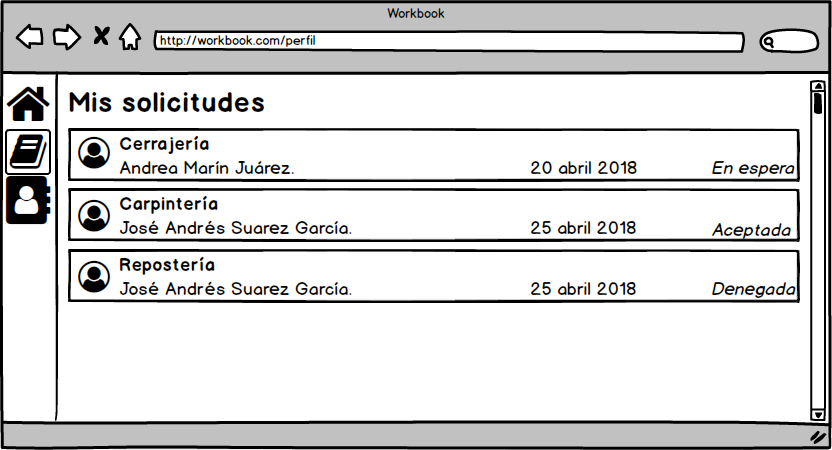 Workbook
http://workbook.com/perfil
Mis solicitudes
Cerrajería
Andrea Marín Juárez. 20 abril 2018 En espera
Carpintería
José Andrés Suarez García. 25 abril 2018 Aceptada
Repostería
José Andrés Suarez García. 25 abril 2018 Denegada